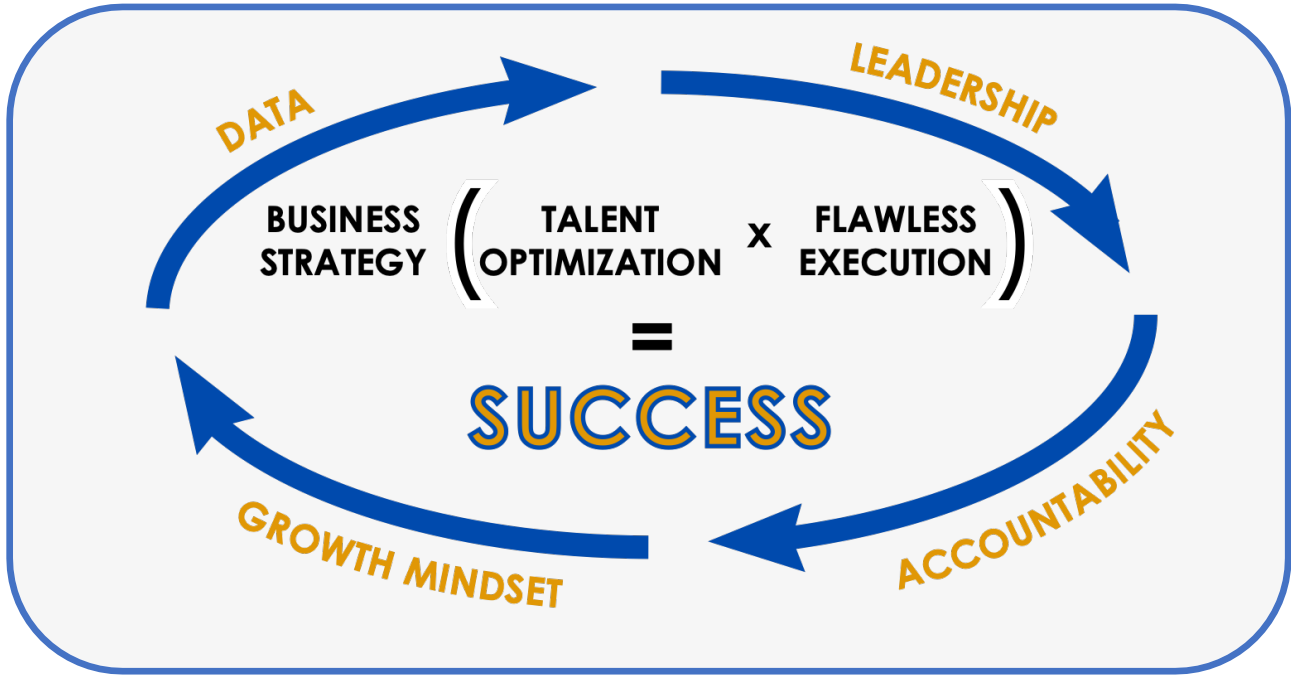 DATA
LEADERSHIP
BUSINESS STRATEGY ( TALENT OPTIMIZATION x FLAWLESS EXECUTION )
=
SUCCESS
GROWTH MINDSET
ACCOUNTABILITY